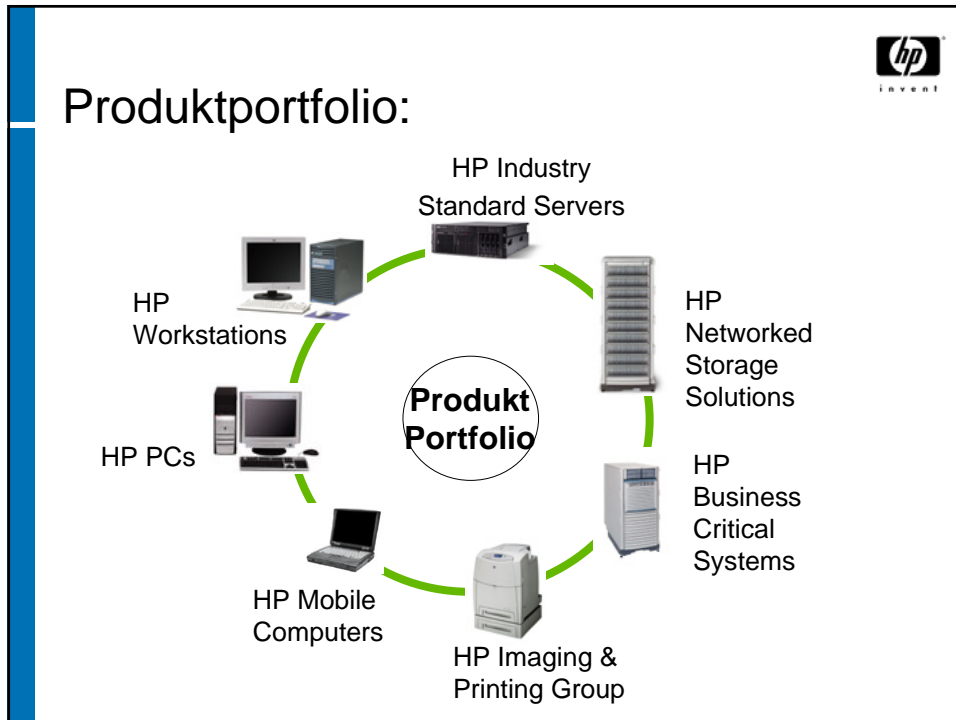 hp
invent
Produktportfolio:
HP Industry
Standard Servers
HP
Networked
Storage
Solutions
HP
Business
Critical
Systems
HP Imaging &
Printing Group
HP Mobile
Computers
HP PCs
HP
Workstations
Produkt
Portfolio